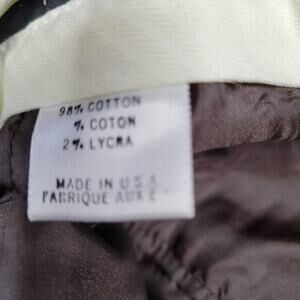 98% COTTON
% COTON
2% LYCRA
MADE IN U.S.A.
FABRIQUE AUX É.